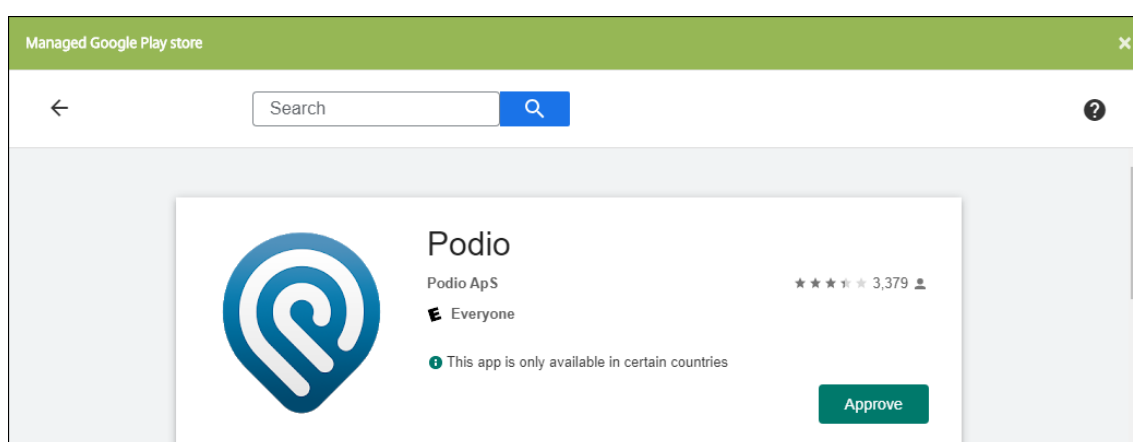 Managed Google Play store
Search
Podio
Podio ApS
3,379
E Everyone
This app is only available in certain countries
Approve